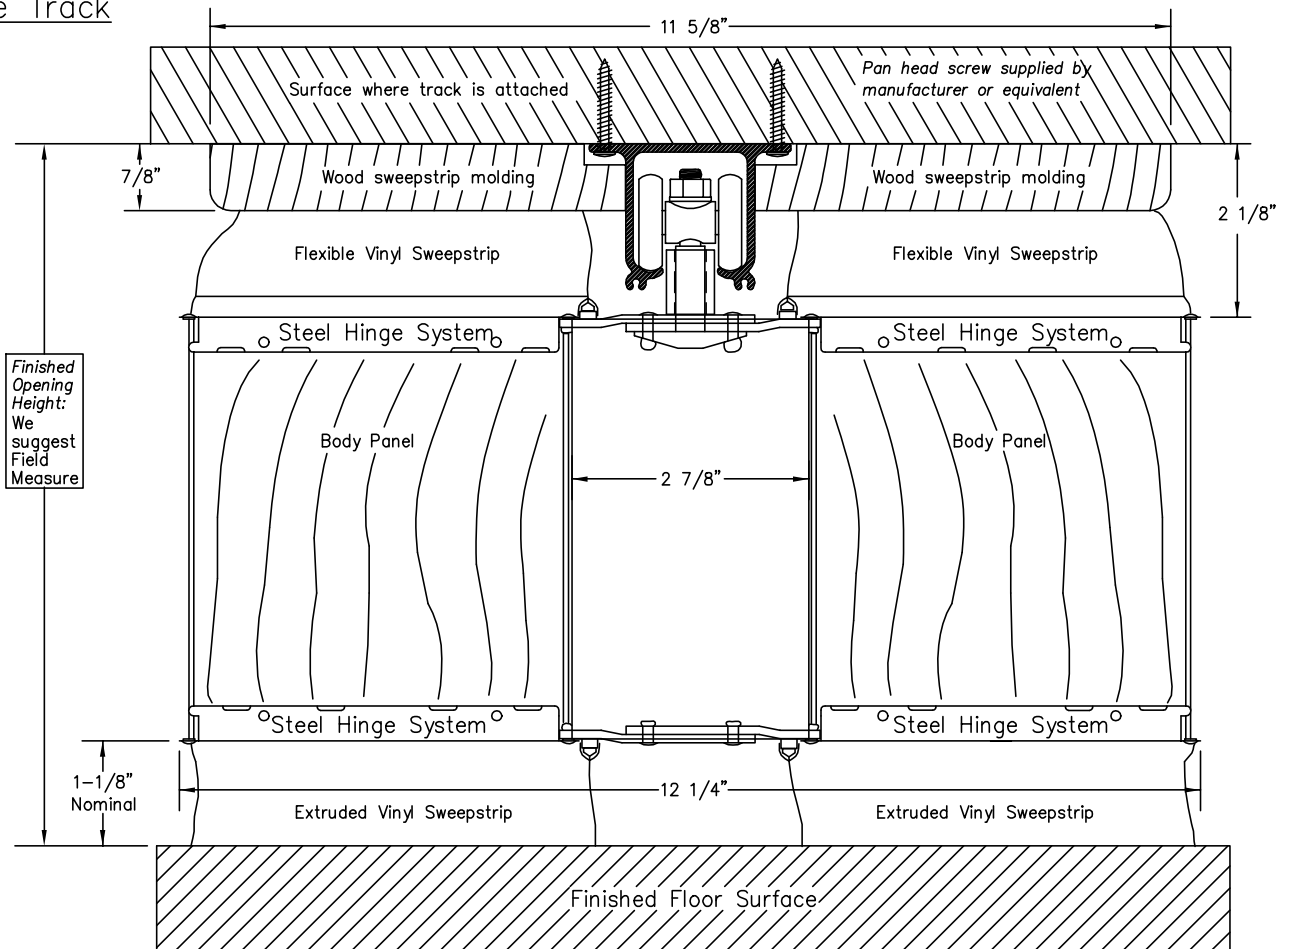 e Track
11 5/8"
Surface where track is attached
Pan head screw supplied by
manufacturer or equivalent
7/8"
Wood sweepstrip molding
Wood sweepstrip molding
2 1/8"
Flexible Vinyl Sweepstrip
Flexible Vinyl Sweepstrip
Steel Hinge System
Steel Hinge System
Finished
Opening
Height:
We
suggest
Field
Measure
Body Panel
Body Panel
2 7/8"
Steel Hinge System
Steel Hinge System
1-1/8"
Nominal
12 1/4"
Extruded Vinyl Sweepstrip
Extruded Vinyl Sweepstrip
Finished Floor Surface